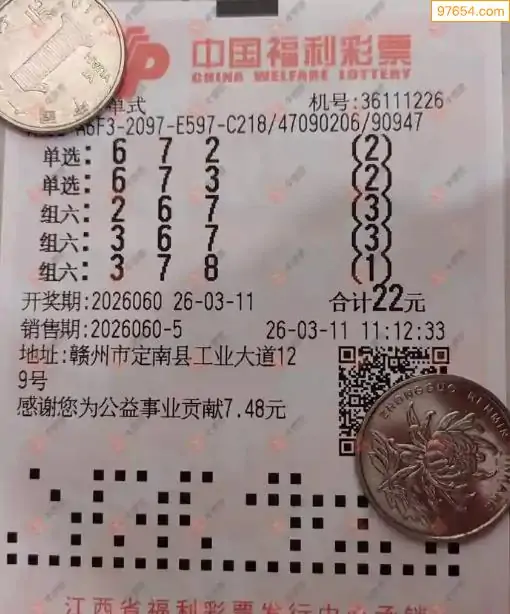 97654.com
中国福利彩票
CHINA WELFARE LOTTERY
单式 机号:36111226
A6F3-2097-E597-C218/47090206/90947
单选: 6 7 2 (2)
单选: 6 7 3 (2)
组六: 2 6 7 (3)
组六: 3 6 7 (3)
组六: 3 7 8 (1)
开奖期:2026060 26-03-11 合计22元
销售期:2026060-5 26-03-11 11:12:33
地址:赣州市定南县工业大道12
9号
感谢您为公益事业贡献7.48元
ZHONGGUO RENMIN
江西省福利彩票发行中心承销